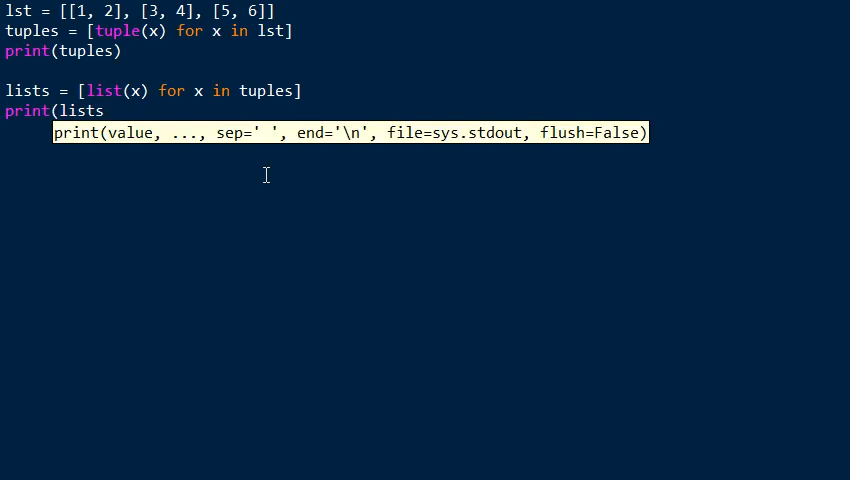 lst = [[1, 2], [3, 4], [5, 6]]
tuples = [tuple(x) for x in lst]
print(tuples)
lists = [list(x) for x in tuples]
print(lists
print(value, ..., sep=' ', end='\n', file=sys.stdout, flush=False)